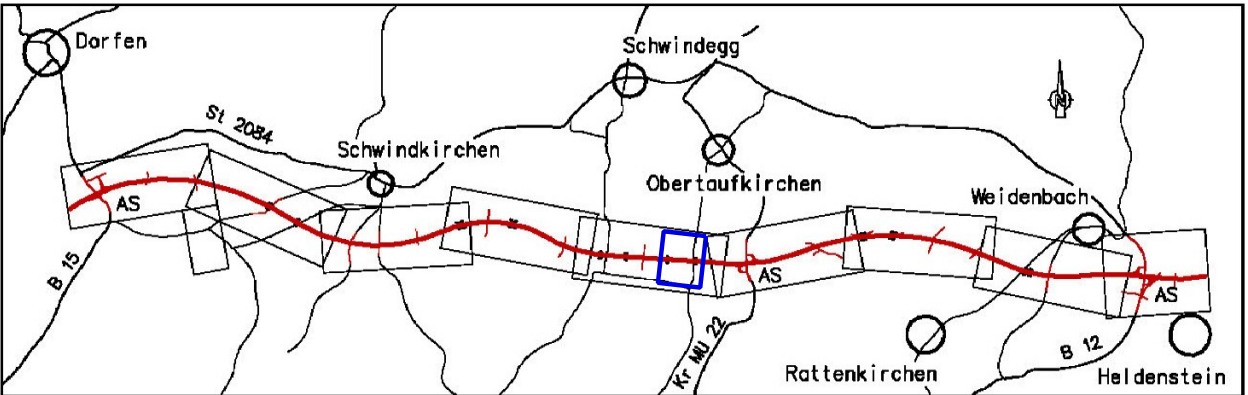 Dorfen
Schwindegg
St 2084
Schwindkirchen
N
Obertaufkirchen
Weidenbach
AS
AS
AS
B 15
Kr MÜ 22
B 12
Rattenkirchen
Heldenstein